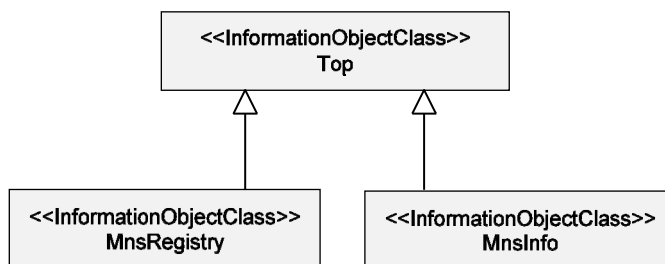 <<InformationObjectClass>>
Top
<<InformationObjectClass>>
MnsRegistry
<<InformationObjectClass>>
MnsInfo